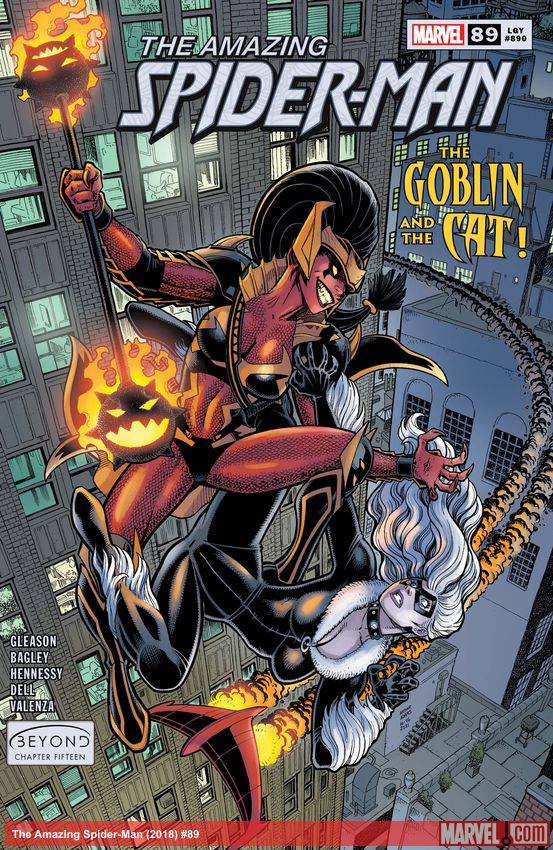 MARVEL 89 LGY #890
THE AMAZING
SPIDER-MAN
THE
GOBLIN
AND THE CAT!
GLEASON
BAGLEY
HENNESSY
DELL
VALENZA
BEYOND
CHAPTER FIFTEEN
The Amazing Spider-Man (2018) #89
MARVEL.com